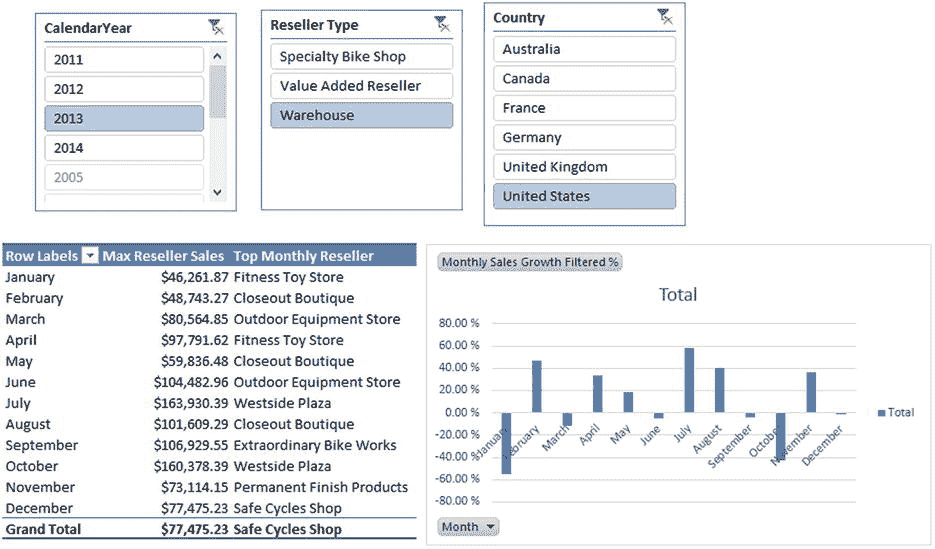 CalendarYear
2011
2012
2013
2014
2005
Reseller Type
Specialty Bike Shop
Value Added Reseller
Warehouse
Country
Australia
Canada
France
Germany
United Kingdom
United States
Row Labels Max Reseller Sales Top Monthly Reseller
January $46,261.87 Fitness Toy Store
February $48,743.27 Closeout Boutique
March $80,564.85 Outdoor Equipment Store
April $97,791.62 Fitness Toy Store
May $59,836.48 Closeout Boutique
June $104,482.96 Outdoor Equipment Store
July $163,930.39 Westside Plaza
August $101,609.29 Closeout Boutique
September $106,929.55 Extraordinary Bike Works
October $160,378.39 Westside Plaza
November $73,114.15 Permanent Finish Products
December $77,475.23 Safe Cycles Shop
Grand Total $77,475.23 Safe Cycles Shop
Monthly Sales Growth Filtered %
Total
80.00 %
60.00 %
40.00 %
20.00 %
0.00 %
-20.00 %
-40.00 %
-60.00 %
-80.00 %
January
February
March
April
May
June
July
August
September
October
November
December
Total
Month